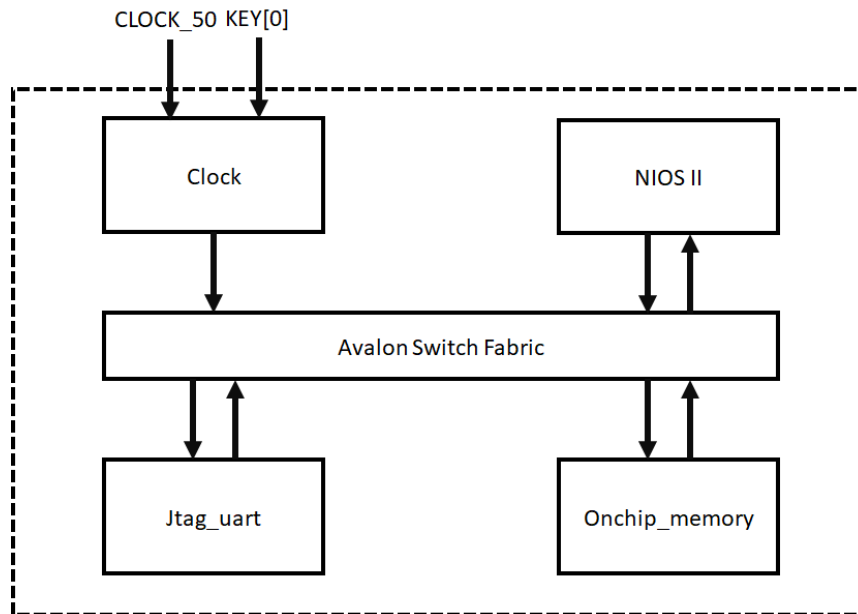 CLOCK_50 KEY[0]
Clock
NIOS II
Avalon Switch Fabric
Jtag_uart
Onchip_memory